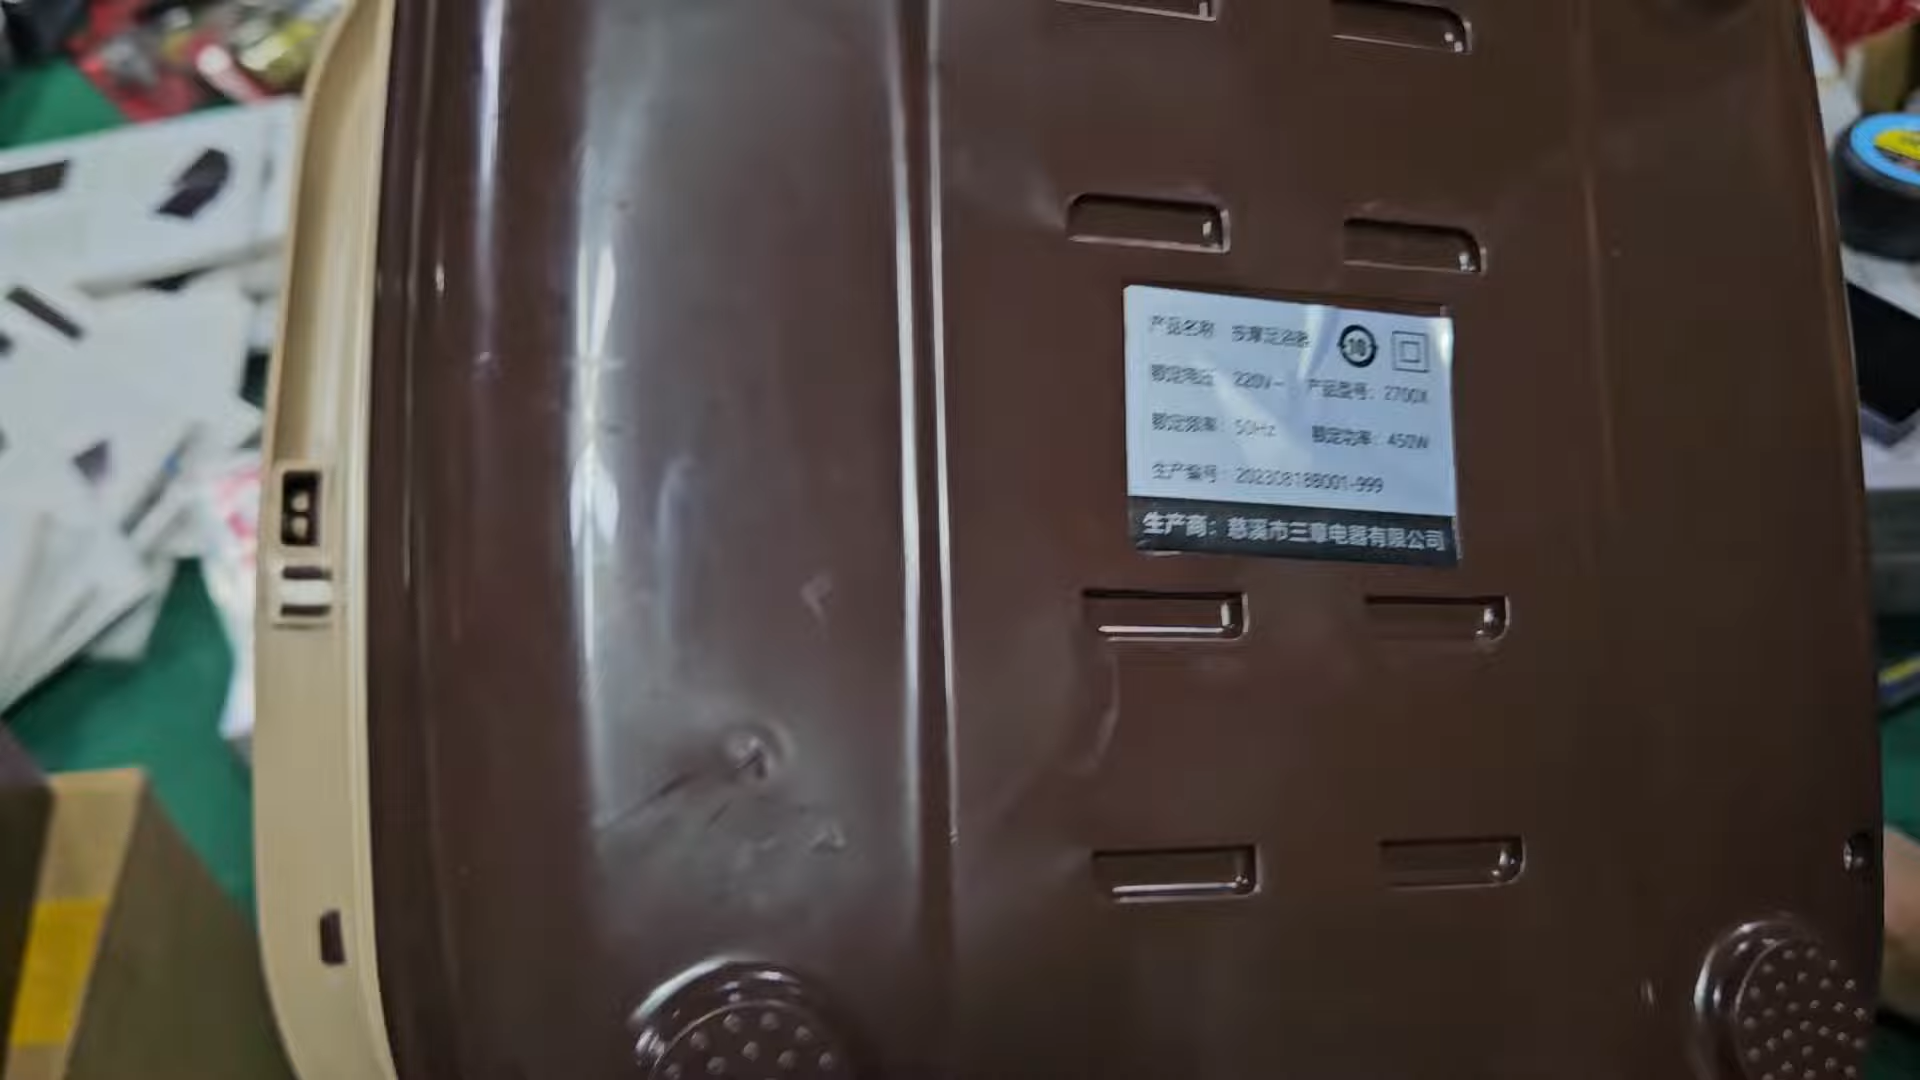 产品名称 按摩足浴器 10
额定电压 220V~ 产品型号：2700X
额定频率：50Hz 额定功率：450W
生产编号：20230818B001-999
生产商：慈溪市三章电器有限公司